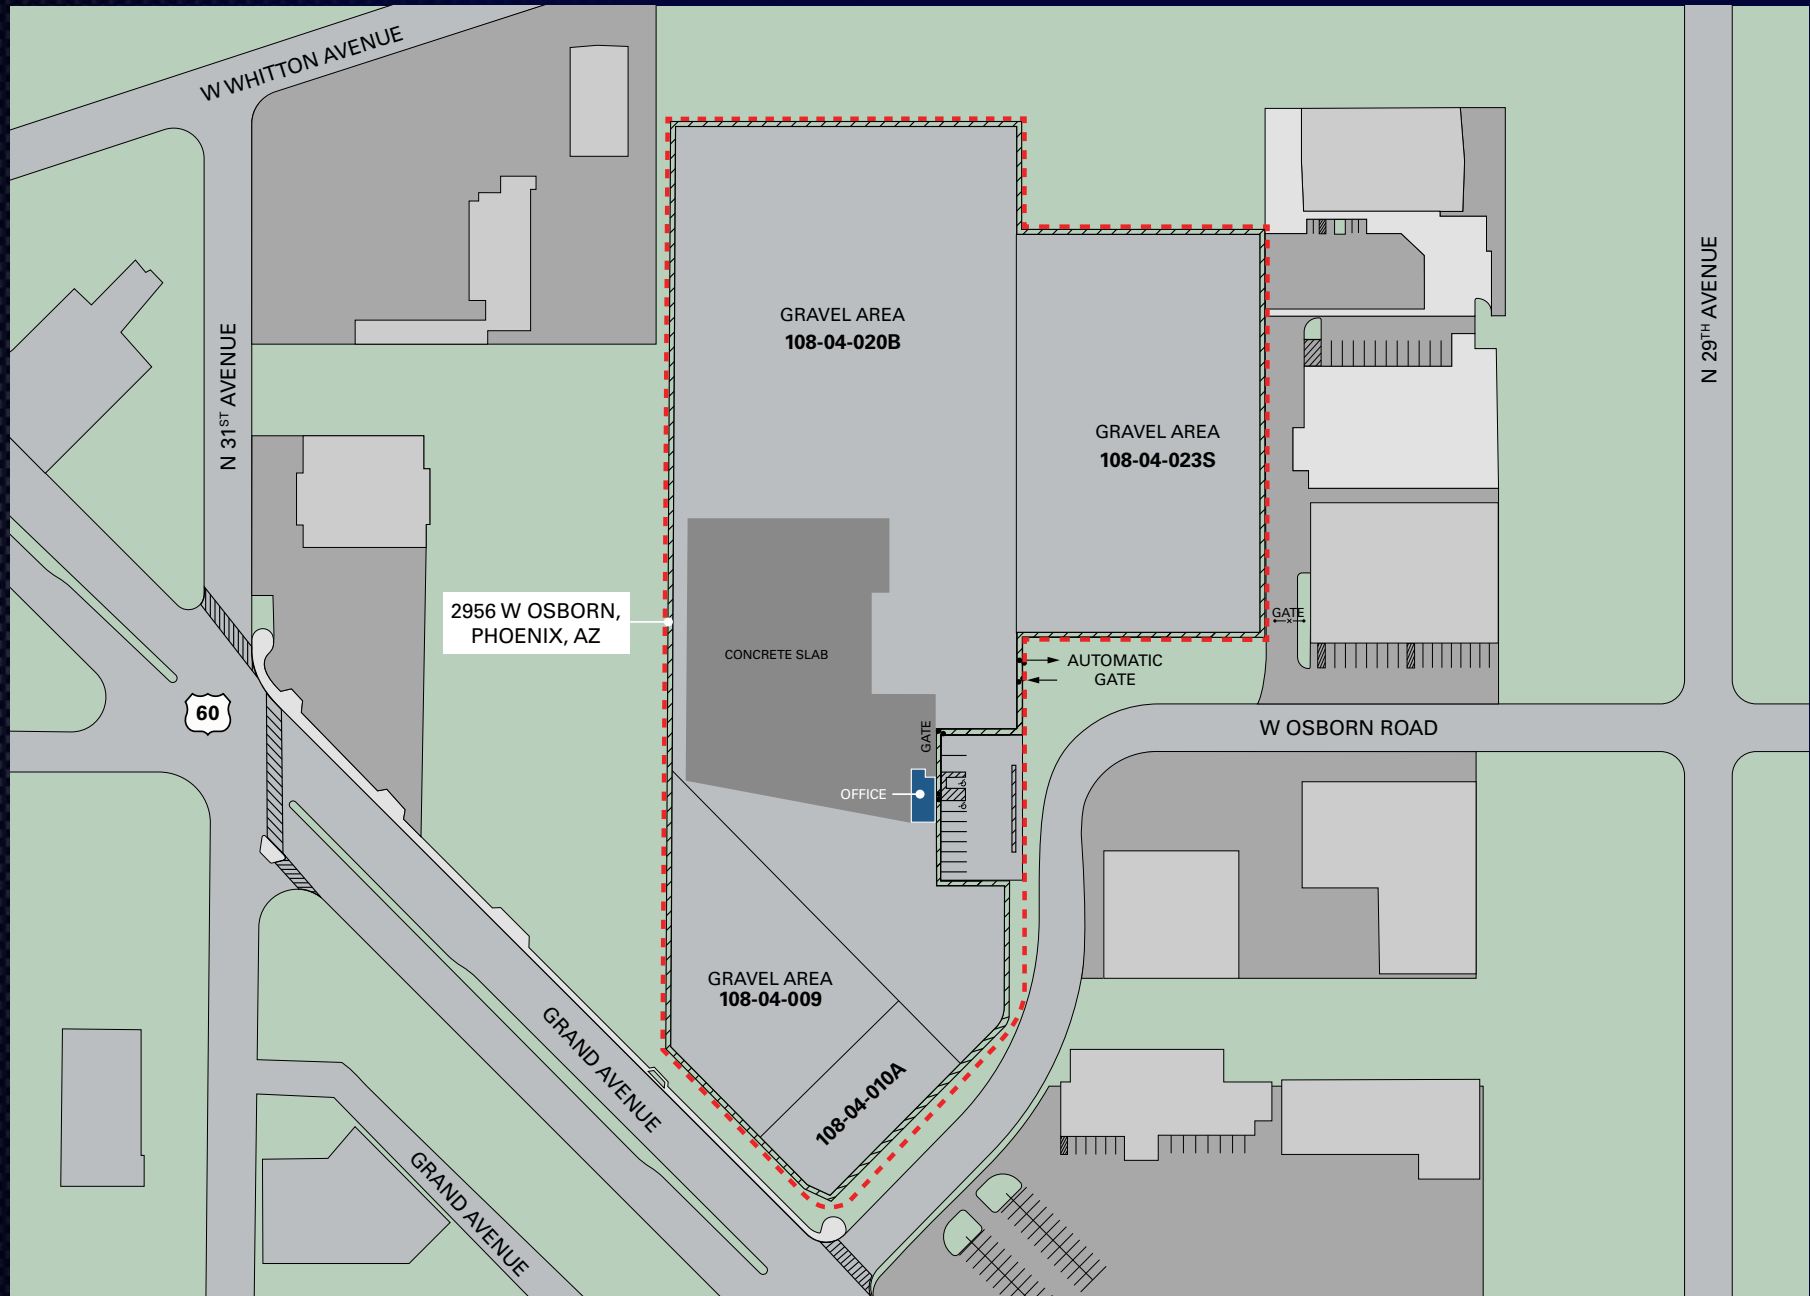 W WHITTON AVENUE
N 31ST AVENUE
N 29TH AVENUE
GRAVEL AREA
108-04-020B
GRAVEL AREA
108-04-023S
2956 W OSBORN,
PHOENIX, AZ
CONCRETE SLAB
GATE
AUTOMATIC
GATE
60
GATE
W OSBORN ROAD
OFFICE
GRAVEL AREA
108-04-009
108-04-010A
GRAND AVENUE
GRAND AVENUE